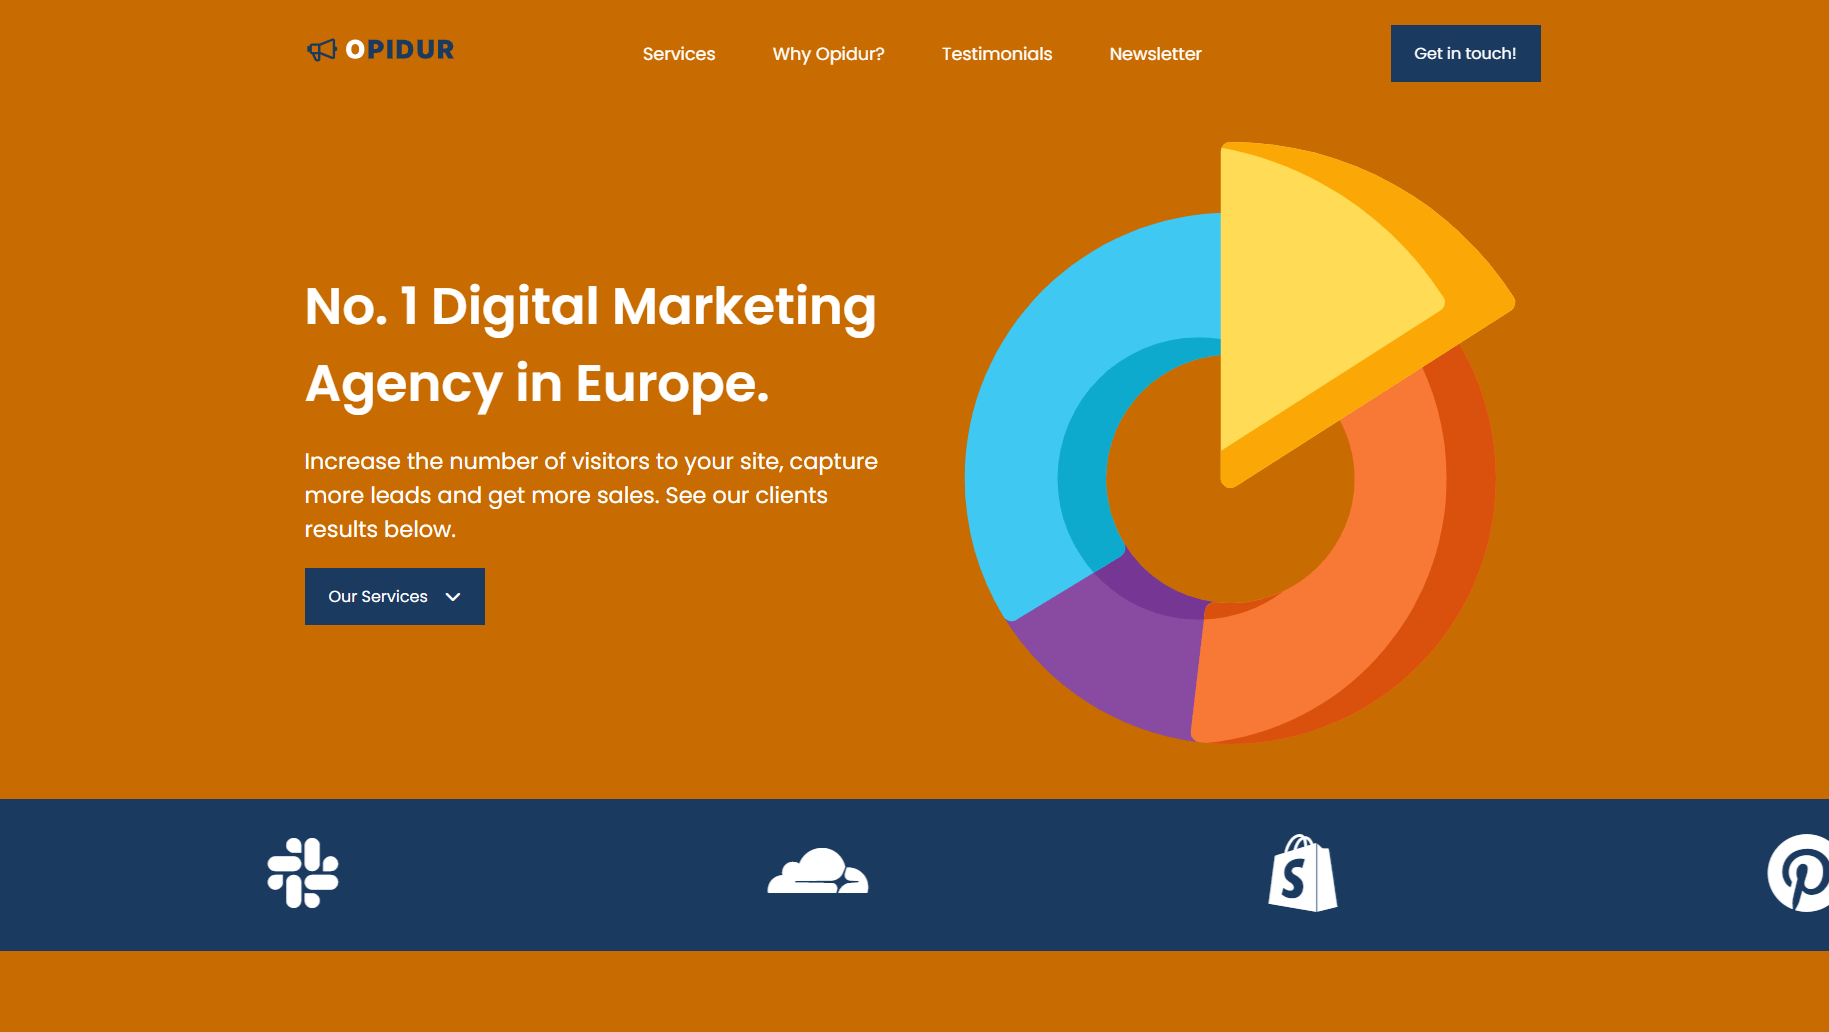 OPIDUR
Services
Why Opidur?
Testimonials
Newsletter
Get in touch!
No. 1 Digital Marketing
Agency in Europe.
Increase the number of visitors to your site, capture
more leads and get more sales. See our clients
results below.
Our Services
S